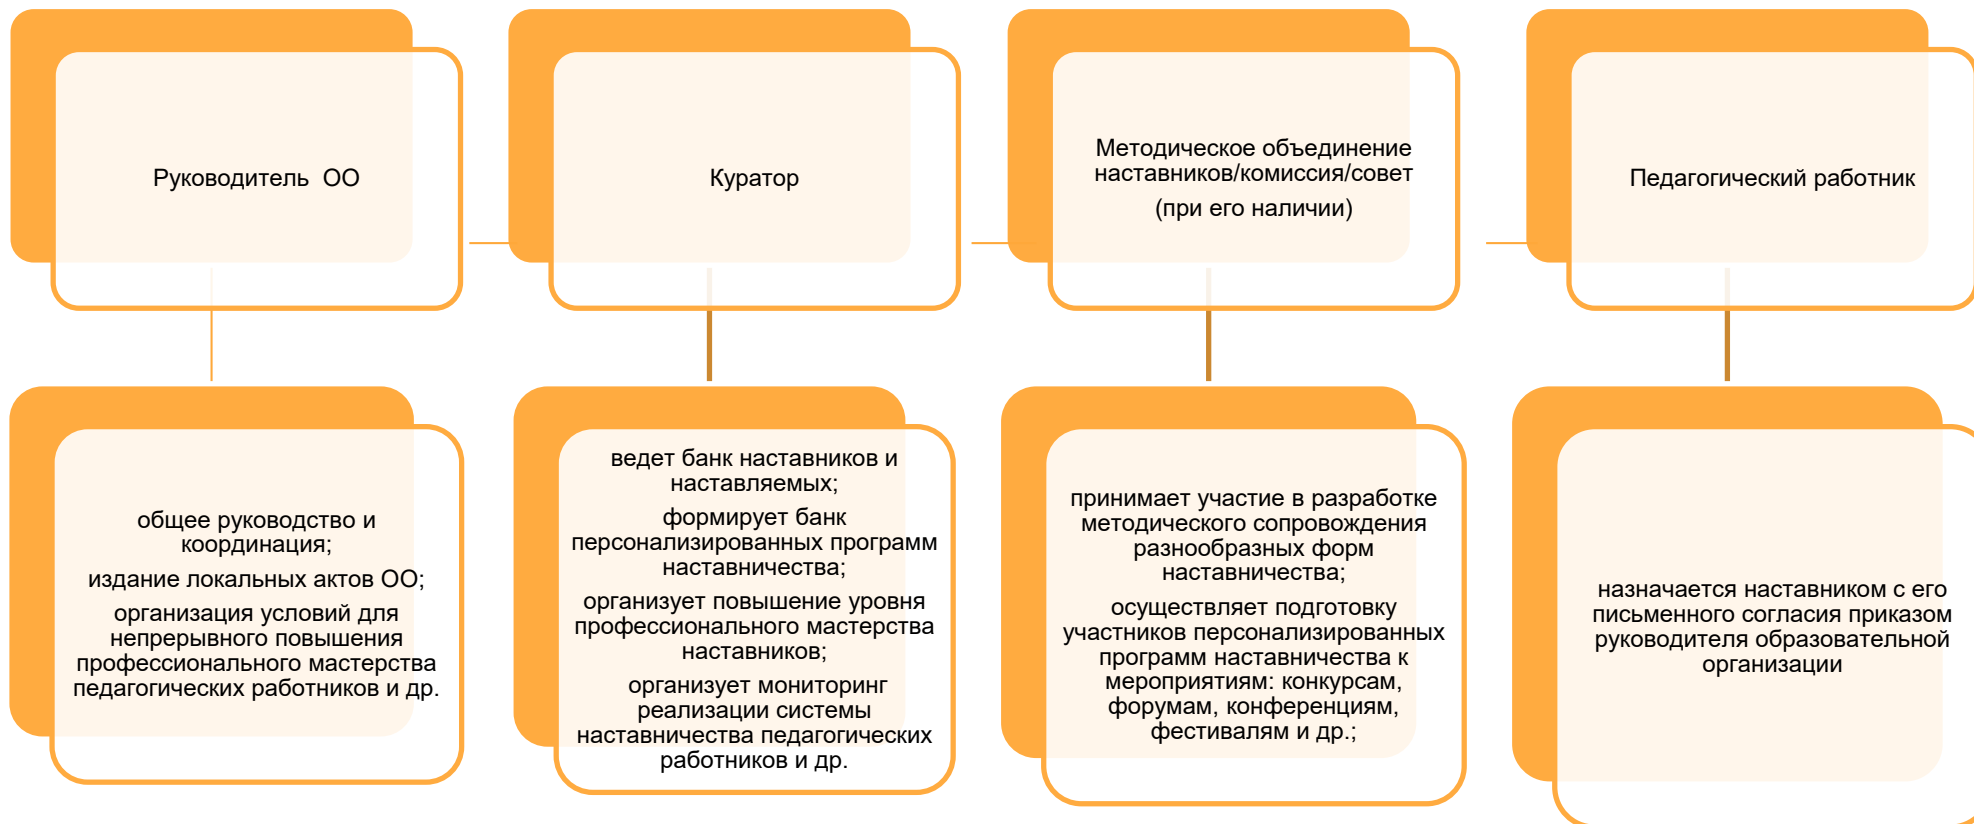 Руководитель ОО
Куратор
Методическое объединение
наставников/комиссия/совет
(при его наличии)
Педагогический работник
общее руководство и
координация;
издание локальных актов ОО;
организация условий для
непрерывного повышения
профессионального мастерства
педагогических работников и др.
ведет банк наставников и
наставляемых;
формирует банк
персонализированных программ
наставничества;
организует повышение уровня
профессионального мастерства
наставников;
организует мониторинг
реализации системы
наставничества педагогических
работников и др.
принимает участие в разработке
методического сопровождения
разнообразных форм
наставничества;
осуществляет подготовку
участников персонализированных
программ наставничества к
мероприятиям: конкурсам,
форумам, конференциям,
фестивалям и др.;
назначается наставником с его
письменного согласия приказом
руководителя образовательной
организации